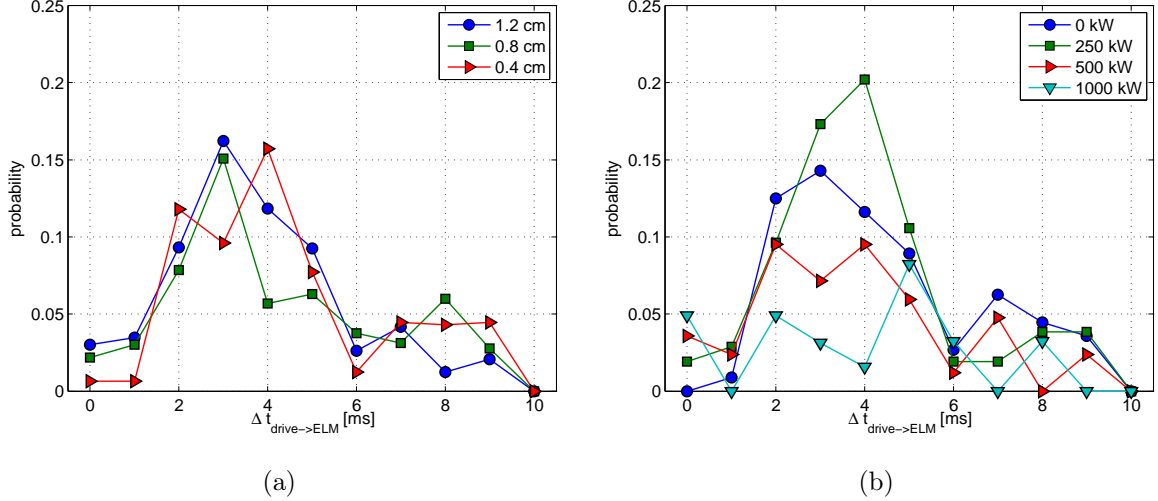 0.25
0.2
0.15
0.1
0.05
0
probability
0 2 4 6 8 10
Δ t drive->ELM [ms]
1.2 cm
0.8 cm
0.4 cm
(a)
0.25
0.2
0.15
0.1
0.05
0
probability
0 2 4 6 8 10
Δ t drive->ELM [ms]
0 kW
250 kW
500 kW
1000 kW
(b)